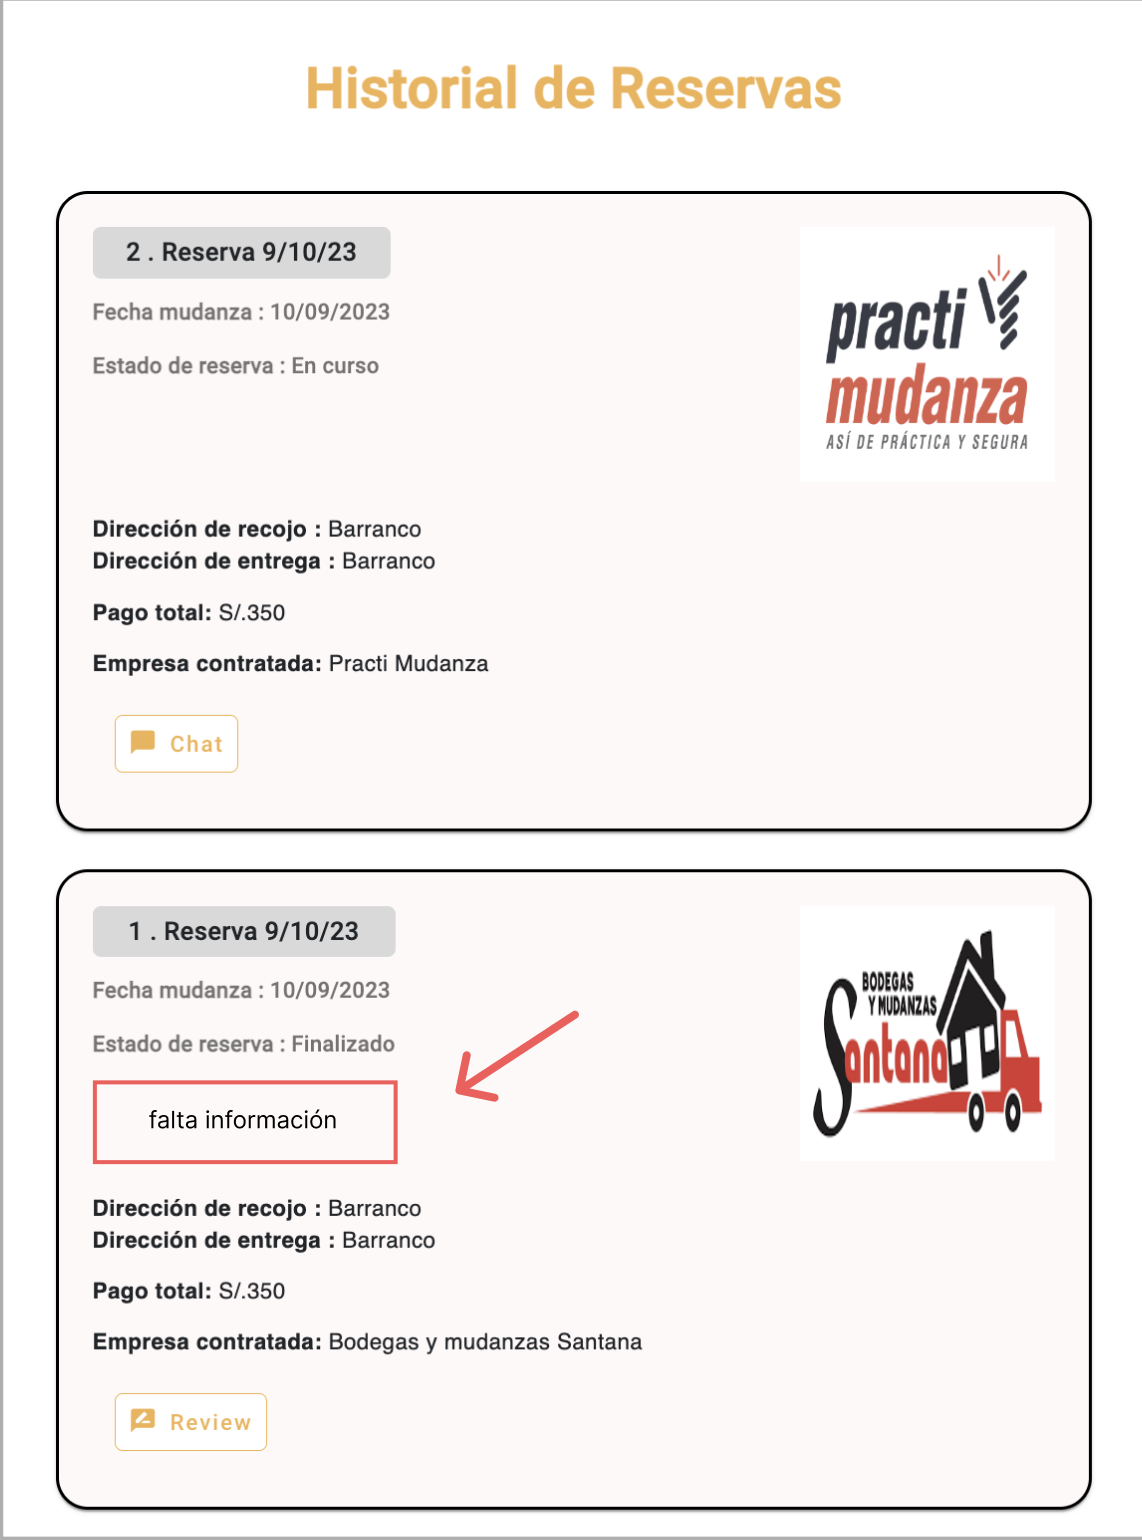 Historial de Reservas
2 . Reserva 9/10/23
Fecha mudanza : 10/09/2023
Estado de reserva : En curso
practi
mudanza
ASÍ DE PRÁCTICA Y SEGURA
Dirección de recojo : Barranco
Dirección de entrega : Barranco
Pago total: S/.350
Empresa contratada: Practi Mudanza
Chat
1 . Reserva 9/10/23
Fecha mudanza : 10/09/2023
Estado de reserva : Finalizado
BODEGAS
Y MUDANZAS
Santana
falta información
Dirección de recojo : Barranco
Dirección de entrega : Barranco
Pago total: S/.350
Empresa contratada: Bodegas y mudanzas Santana
Review